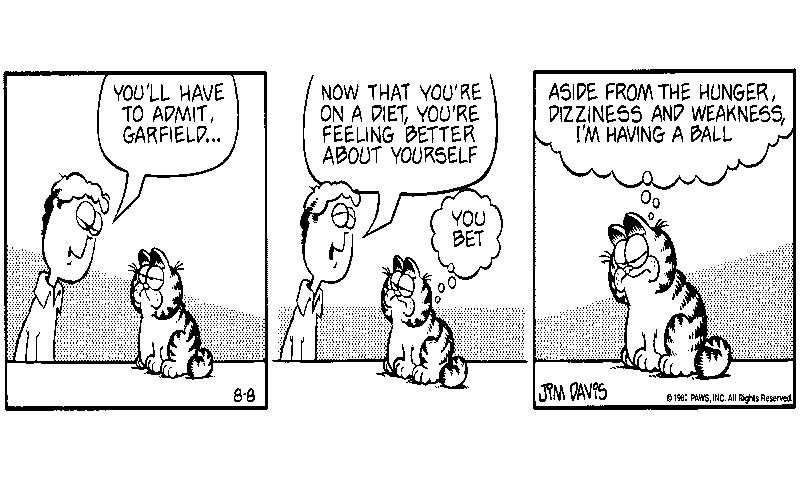 YOU'LL HAVE
TO ADMIT,
GARFIELD...
8-8
NOW THAT YOU'RE
ON A DIET, YOU'RE
FEELING BETTER
ABOUT YOURSELF
YOU
BET
ASIDE FROM THE HUNGER,
DIZZINESS AND WEAKNESS,
I'M HAVING A BALL
JIM DAVIS
© PAWS, INC. All Rights Reserved.